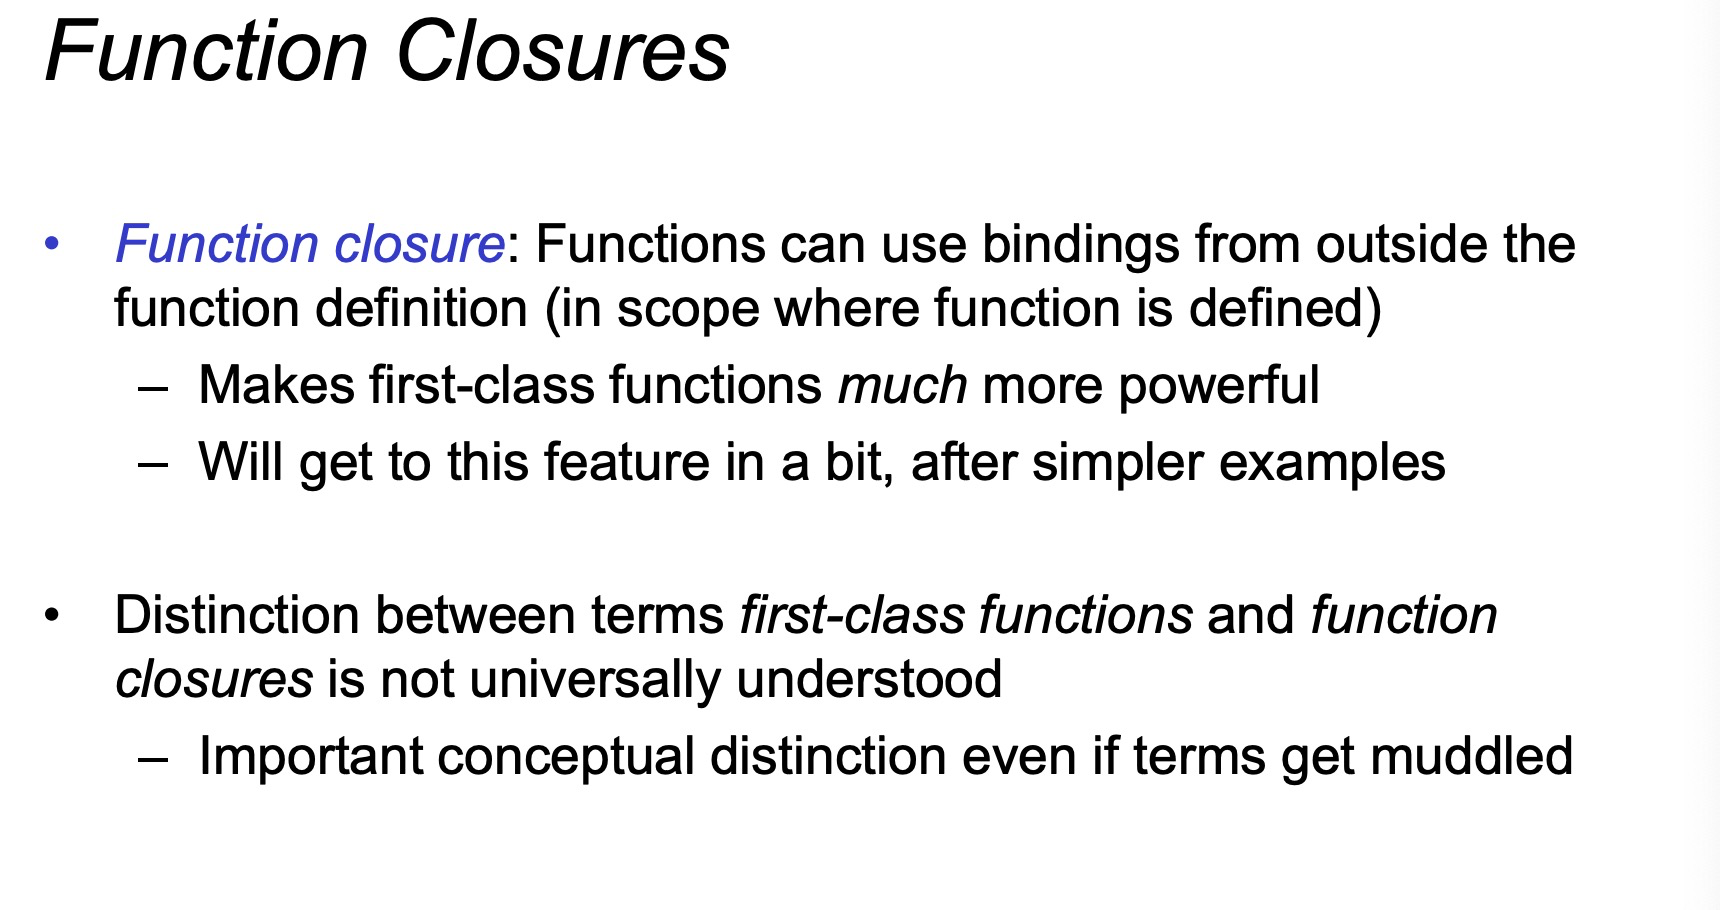 Function Closures
• Function closure: Functions can use bindings from outside the
function definition (in scope where function is defined)
– Makes first-class functions much more powerful
– Will get to this feature in a bit, after simpler examples
• Distinction between terms first-class functions and function
closures is not universally understood
– Important conceptual distinction even if terms get muddled